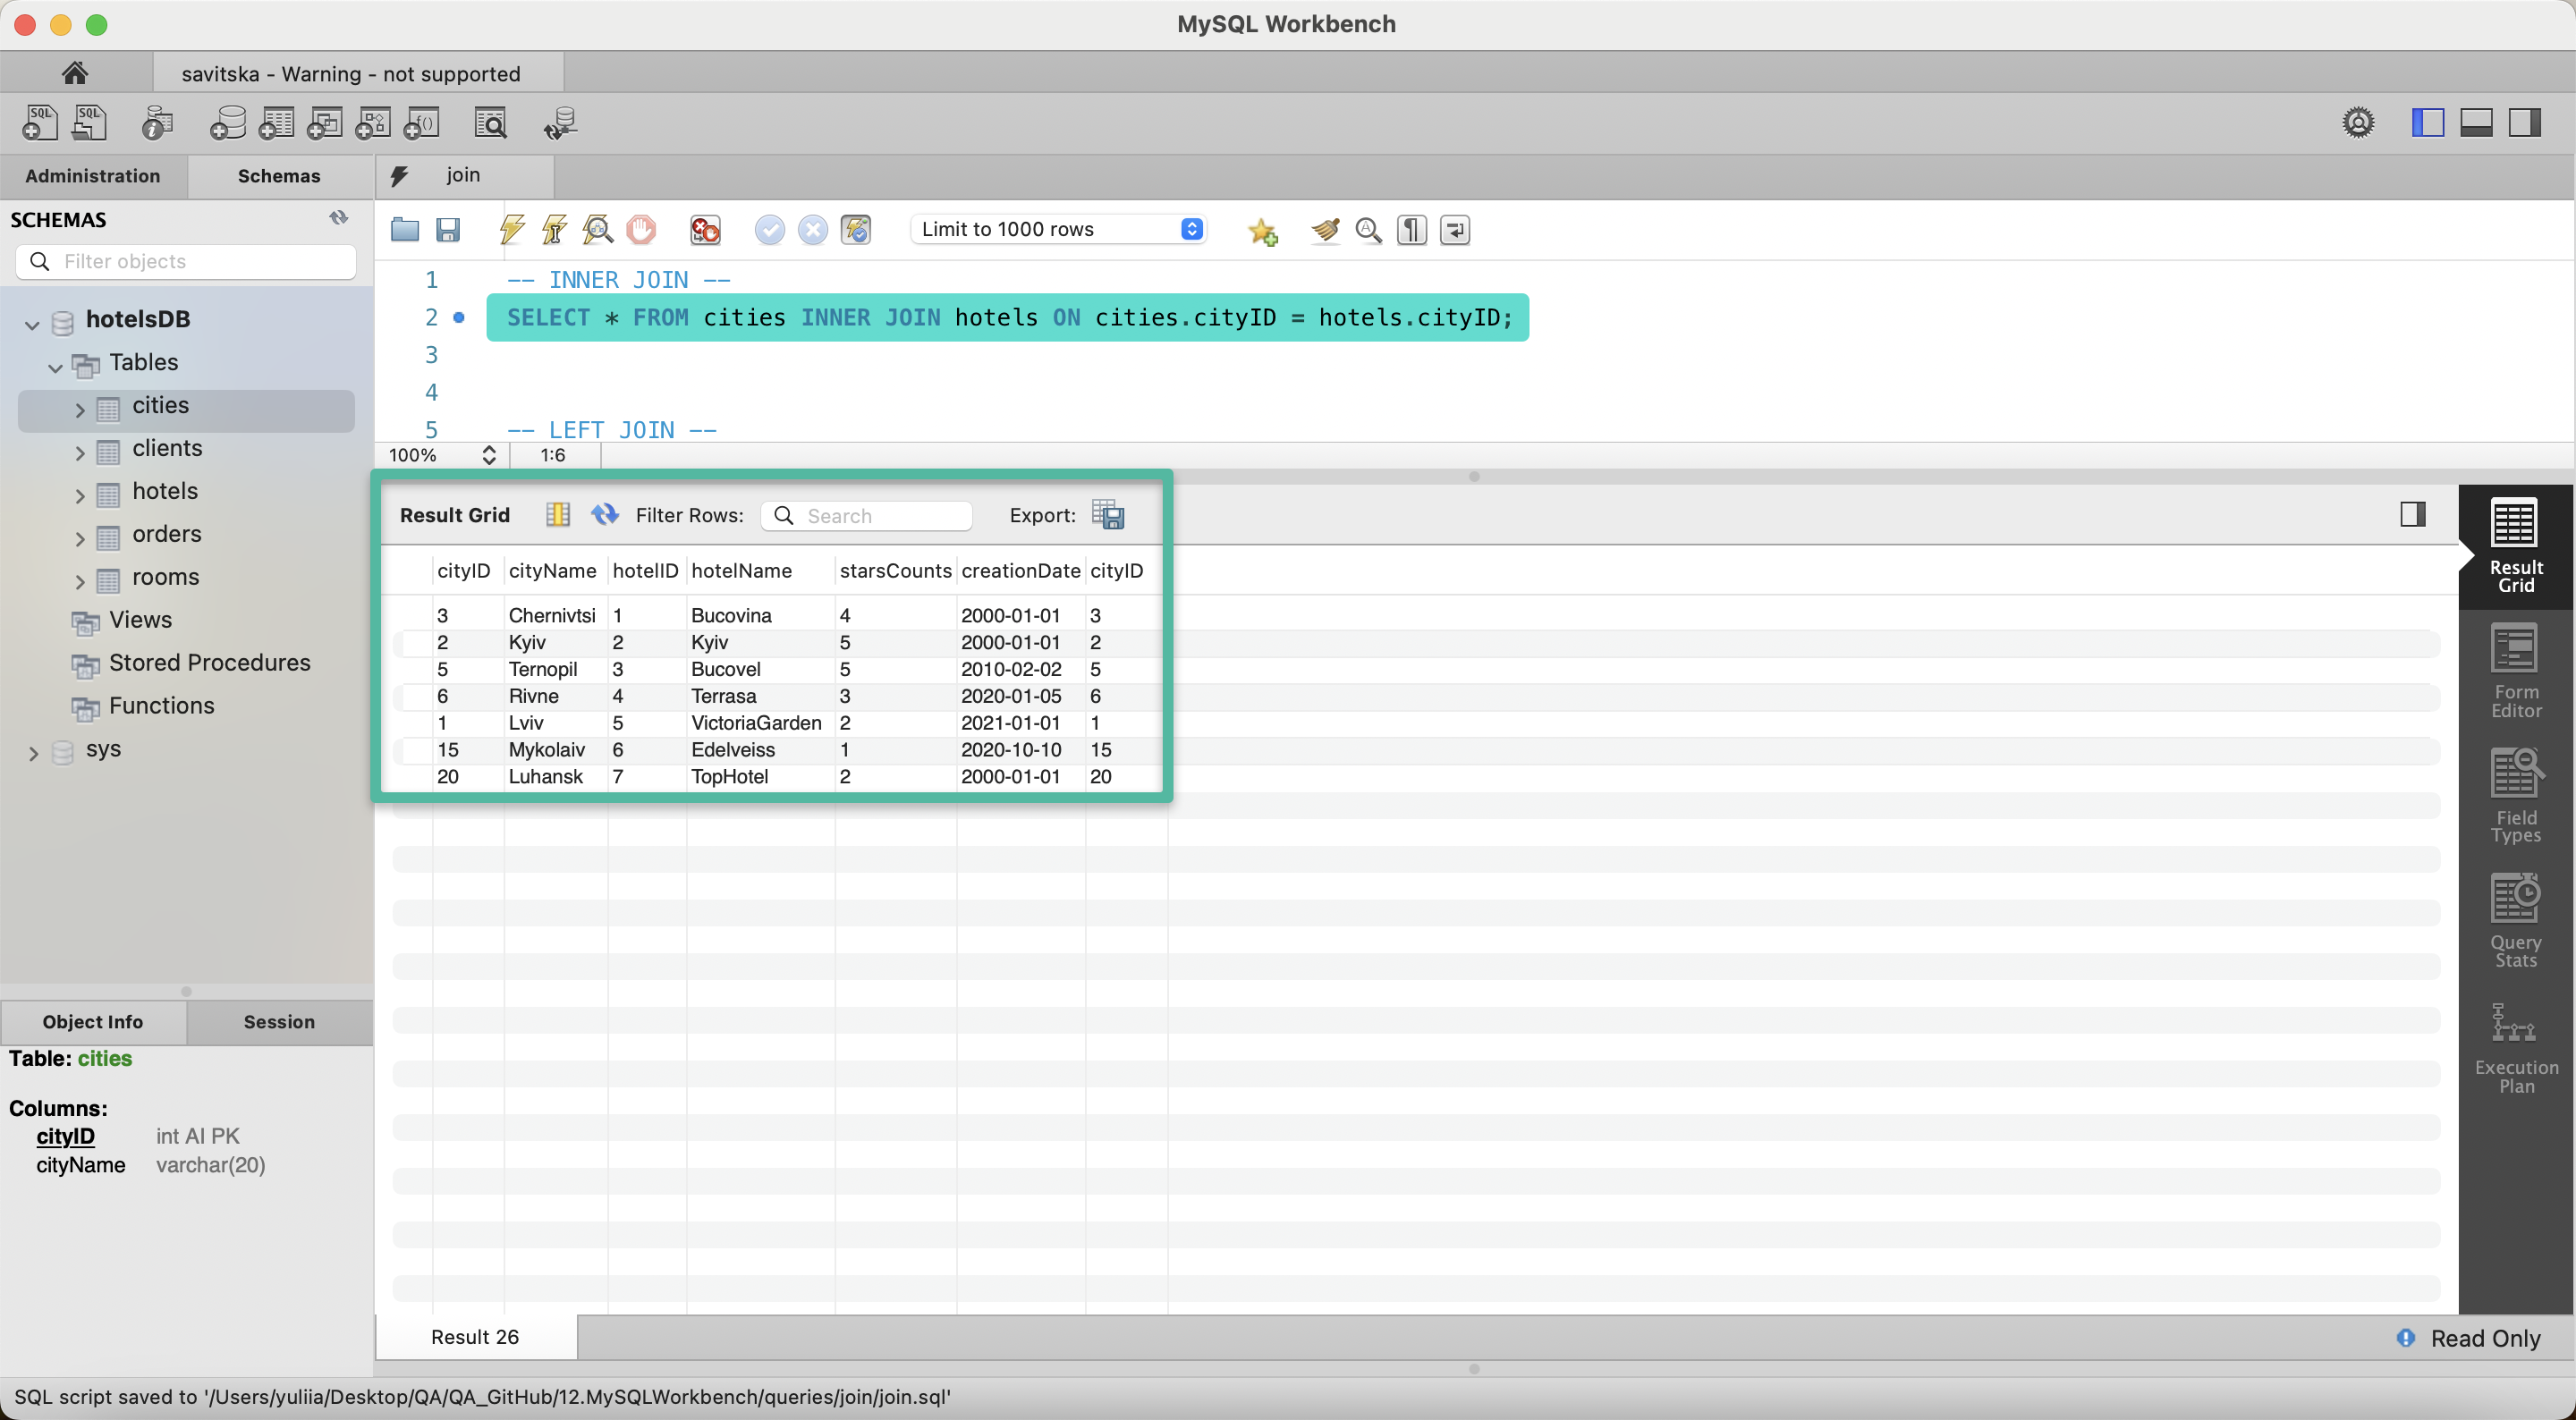 MySQL Workbench
savitska - Warning - not supported
SQL SQL
Administration Schemas join
SCHEMAS
Filter objects
Limit to 1000 rows
hotelsDB
Tables
cities
clients
hotels
orders
rooms
Views
Stored Procedures
Functions
sys
1 -- INNER JOIN --
2 SELECT * FROM cities INNER JOIN hotels ON cities.cityID = hotels.cityID;
3
4
5 -- LEFT JOIN --
100% 1:6
Result Grid Filter Rows: Search Export:
cityID cityName hotelID hotelName starsCounts creationDate cityID
3 Chernivtsi 1 Bucovina 4 2000-01-01 3
2 Kyiv 2 Kyiv 5 2000-01-01 2
5 Ternopil 3 Bucovel 5 2010-02-02 5
6 Rivne 4 Terrasa 3 2020-01-05 6
1 Lviv 5 VictoriaGarden 2 2021-01-01 1
15 Mykolaiv 6 Edelveiss 1 2020-10-10 15
20 Luhansk 7 TopHotel 2 2000-01-01 20
Result
Grid
Form
Editor
Field
Types
Query
Stats
Execution
Plan
Object Info Session
Table: cities
Columns:
cityID int AI PK
cityName varchar(20)
Result 26 Read Only
SQL script saved to '/Users/yuliia/Desktop/QA/QA_GitHub/12.MySQLWorkbench/queries/join/join.sql'